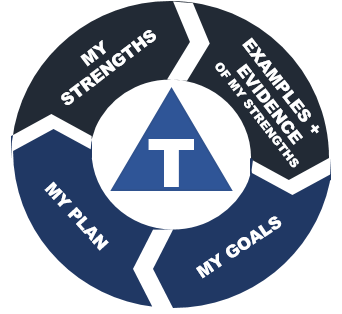 MY
STRENGTHS
EXAMPLES +
EVIDENCE
OF MY STRENGTHS
MY GOALS
MY PLAN
T